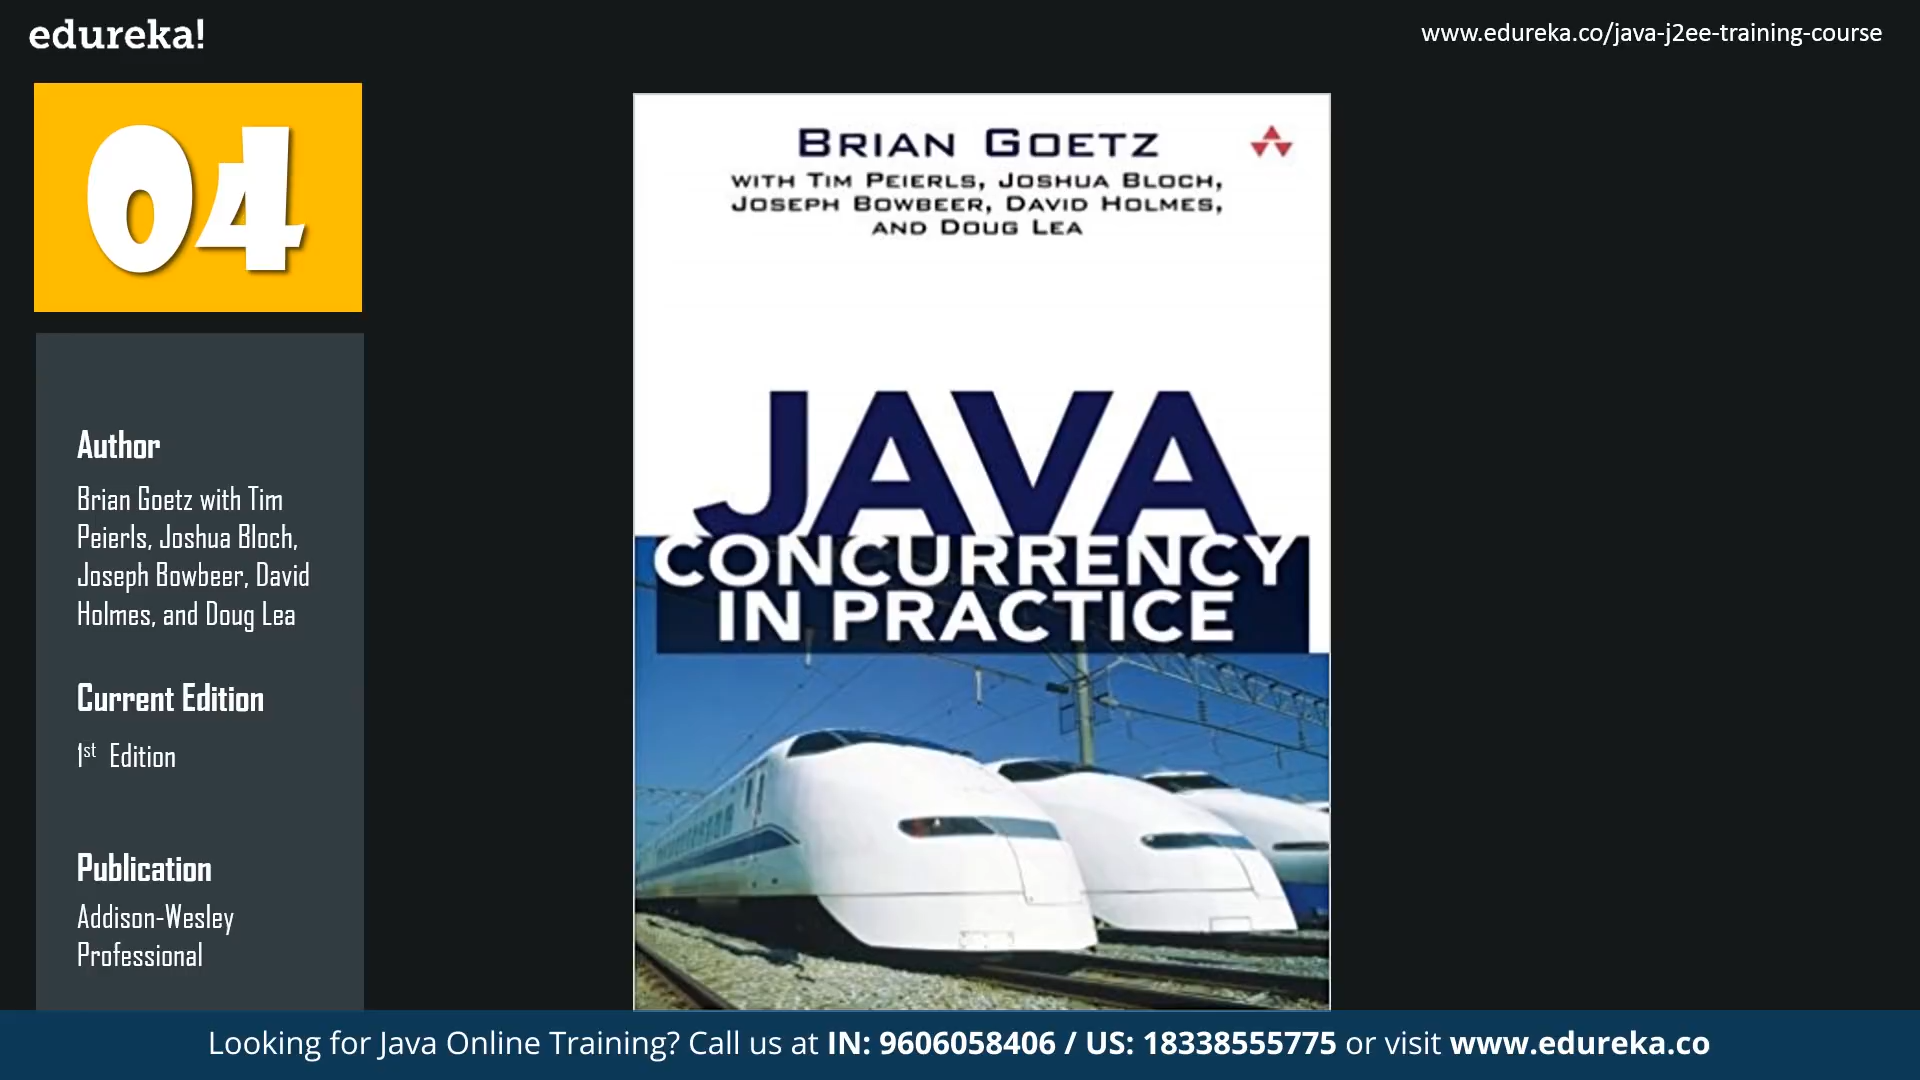 edureka!
www.edureka.co/java-j2ee-training-course
04
Author
Brian Goetz with Tim
Peierls, Joshua Bloch,
Joseph Bowbeer, David
Holmes, and Doug Lea
Current Edition
1st Edition
Publication
Addison-Wesley
Professional
BRIAN GOETZ
WITH TIM PEIERLS, JOSHUA BLOCH,
JOSEPH BOWBEER, DAVID HOLMES,
AND DOUG LEA
JAVA
CONCURRENCY
IN PRACTICE
Looking for Java Online Training? Call us at IN: 9606058406 / US: 18338555775 or visit www.edureka.co